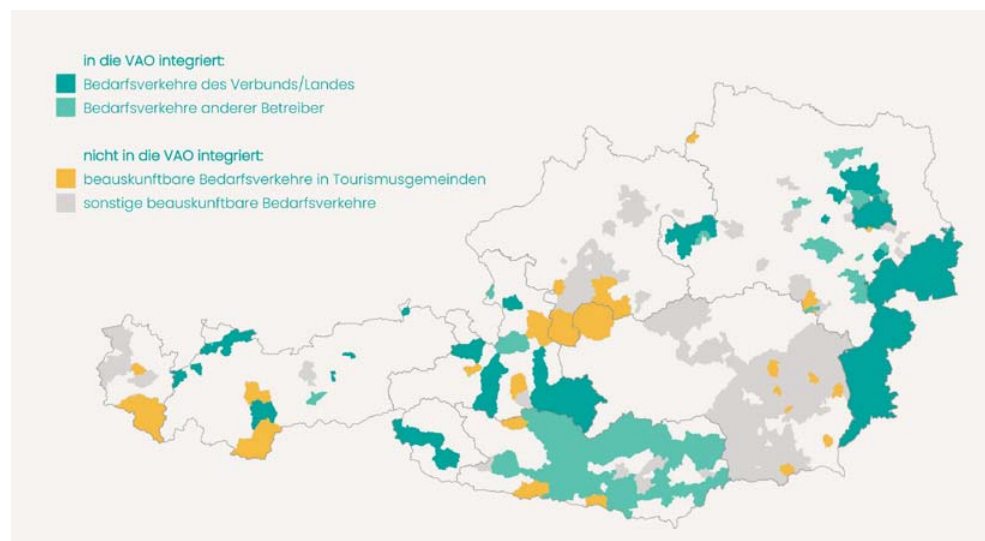 in die VAO integriert:
Bedarfsverkehre des Verbunds/Landes
Bedarfsverkehre anderer Betreiber
nicht in die VAO integriert:
beauskunftbare Bedarfsverkehre in Tourismusgemeinden
sonstige beauskunftbare Bedarfsverkehre